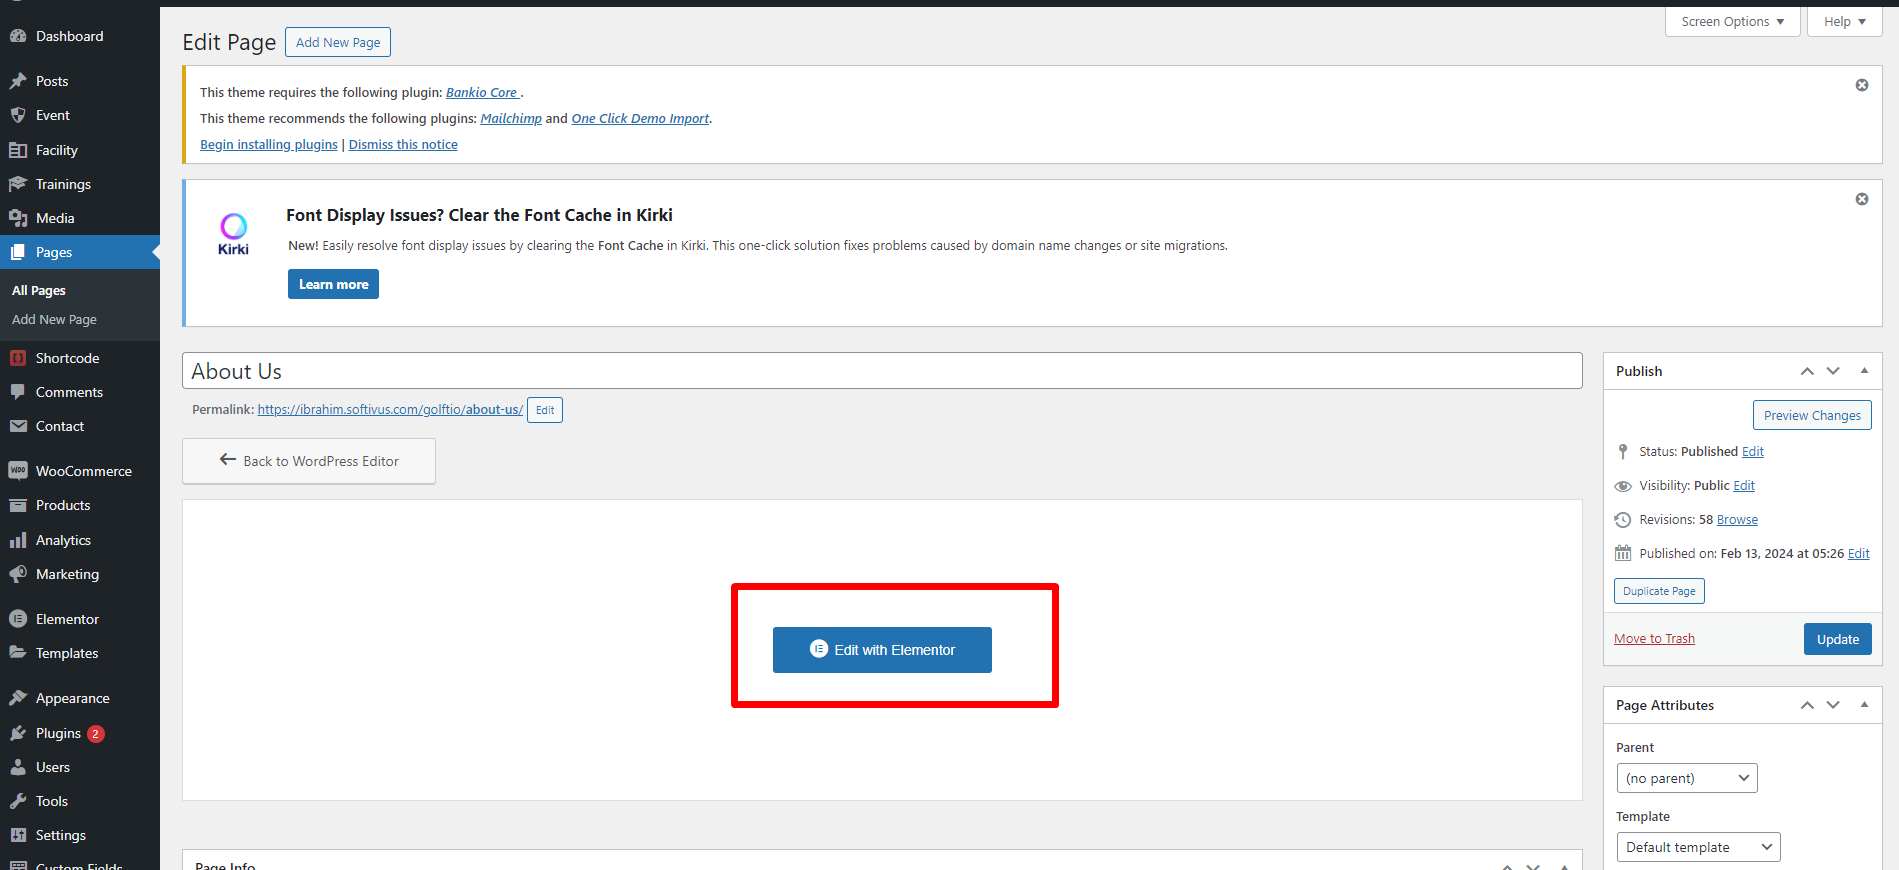 Dashboard
Posts
Event
Facility
Trainings
Media
Pages
All Pages
Add New Page
Shortcode
Comments
Contact
WooCommerce
Products
Analytics
Marketing
Elementor
Templates
Appearance
Plugins 2
Users
Tools
Settings
Custom Fields
Screen Options
Help
Edit Page
Add New Page
This theme requires the following plugin: Bankio Core .
This theme recommends the following plugins: Mailchimp and One Click Demo Import.
Begin installing plugins | Dismiss this notice
Kirki
Font Display Issues? Clear the Font Cache in Kirki
New! Easily resolve font display issues by clearing the Font Cache in Kirki. This one-click solution fixes problems caused by domain name changes or site migrations.
Learn more
About Us
Permalink: https://ibrahim.softivus.com/golftio/about-us/ Edit
Back to WordPress Editor
Edit with Elementor
Page Info
Publish
Preview Changes
Status: Published Edit
Visibility: Public Edit
Revisions: 58 Browse
Published on: Feb 13, 2024 at 05:26 Edit
Duplicate Page
Move to Trash
Update
Page Attributes
Parent
(no parent)
Template
Default template